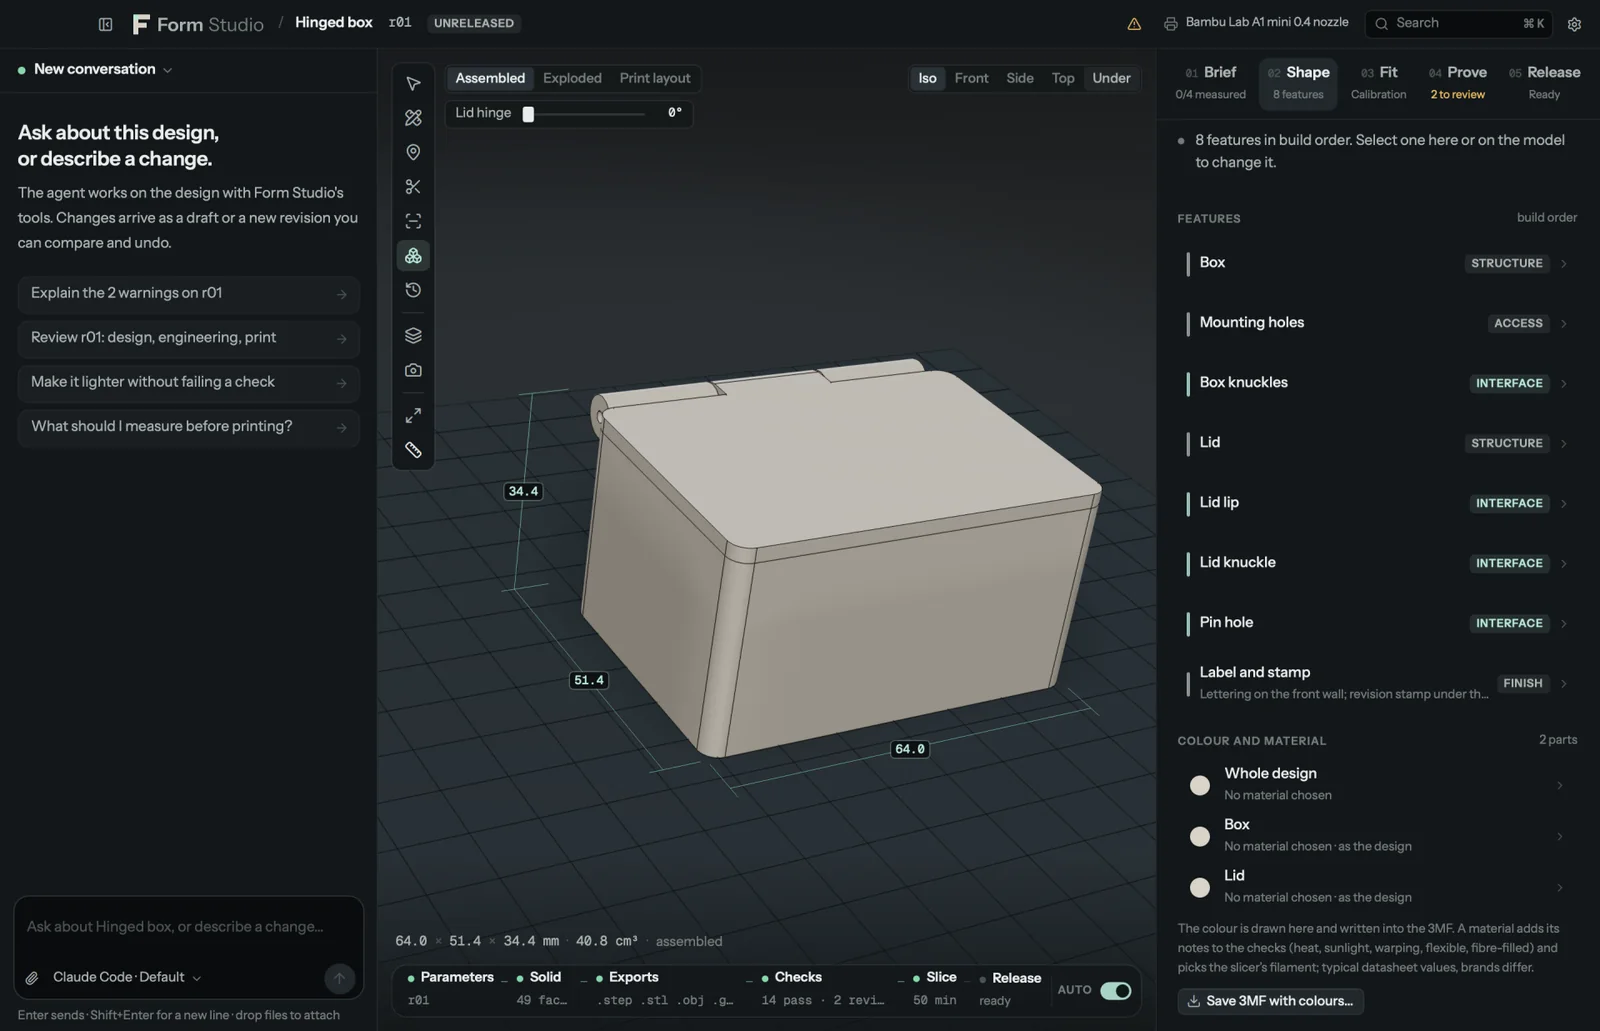 Form Studio / Hinged box r01 UNRELEASED
Bambu Lab A1 mini 0.4 nozzle
Search ⌘K
New conversation
Ask about this design,
or describe a change.
The agent works on the design with Form Studio's
tools. Changes arrive as a draft or a new revision you
can compare and undo.
Explain the 2 warnings on r01
Review r01: design, engineering, print
Make it lighter without failing a check
What should I measure before printing?
Ask about Hinged box, or describe a change...
Claude Code · Default
Enter sends · Shift+Enter for a new line · drop files to attach
Assembled Exploded Print layout
Lid hinge 0°
Iso Front Side Top Under
34.4
51.4
64.0
64.0 × 51.4 × 34.4 mm · 40.8 cm³ · assembled
Parameters
r01
Solid
49 fac…
Exports
.step .stl .obj .g…
Checks
14 pass · 2 revi…
Slice
50 min
Release
ready
AUTO
01 Brief
0/4 measured
02 Shape
8 features
03 Fit
Calibration
04 Prove
2 to review
05 Release
Ready
8 features in build order. Select one here or on the model
to change it.
FEATURES build order
Box STRUCTURE
Mounting holes ACCESS
Box knuckles INTERFACE
Lid STRUCTURE
Lid lip INTERFACE
Lid knuckle INTERFACE
Pin hole INTERFACE
Label and stamp
Lettering on the front wall; revision stamp under th…
FINISH
COLOUR AND MATERIAL 2 parts
Whole design
No material chosen
Box
No material chosen · as the design
Lid
No material chosen · as the design
The colour is drawn here and written into the 3MF. A material adds its
notes to the checks (heat, sunlight, warping, flexible, fibre-filled) and
picks the slicer's filament; typical datasheet values, brands differ.
Save 3MF with colours...